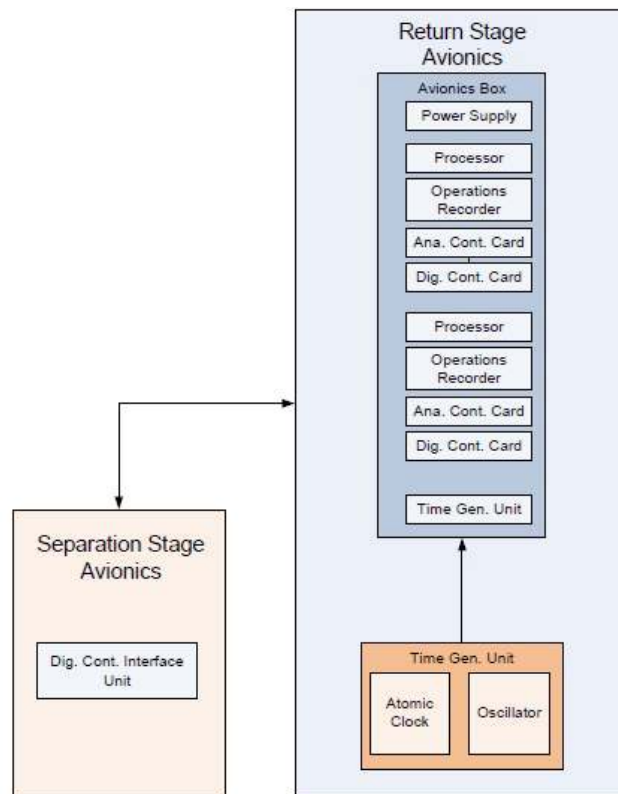 Return Stage
Avionics
Avionics Box
Power Supply
Processor
Operations
Recorder
Ana. Cont. Card
Dig. Cont. Card
Processor
Operations
Recorder
Ana. Cont. Card
Dig. Cont. Card
Time Gen. Unit
Separation Stage
Avionics
Dig. Cont. Interface
Unit
Time Gen. Unit
Atomic
Clock
Oscillator